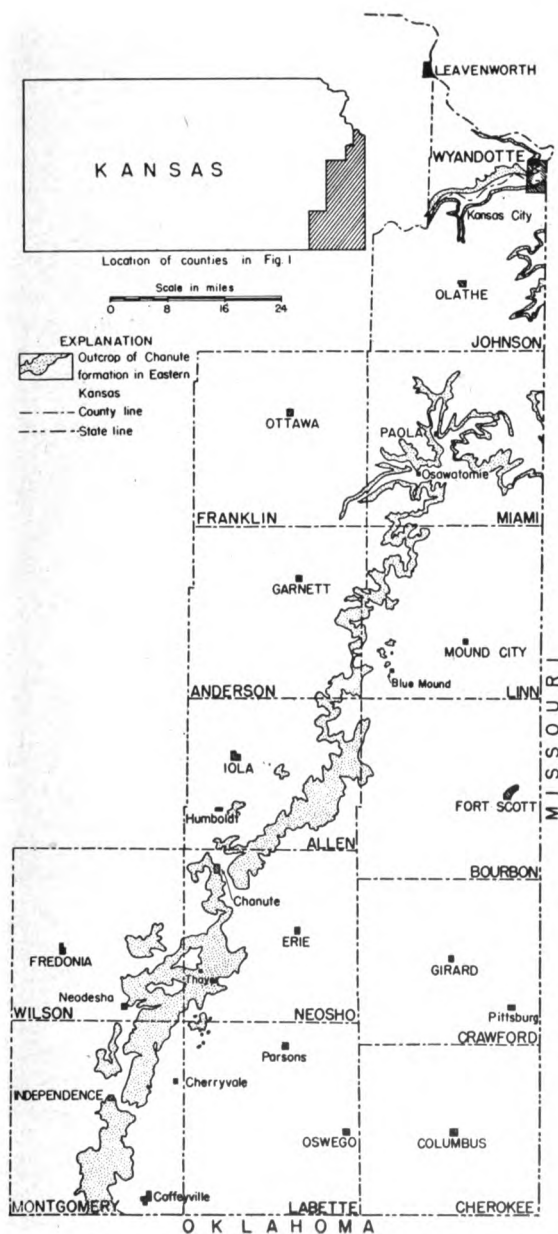 LEAVENWORTH
KANSAS
WYANDOTTE
Kansas City
Location of counties in Fig. 1
Scale in miles
0 8 16 24
OLATHE
EXPLANATION
Outcrop of Chanute
formation in Eastern
Kansas
County line
State line
JOHNSON
OTTAWA
PAOLA
Osawatomie
FRANKLIN
MIAMI
GARNETT
MOUND CITY
Blue Mound
ANDERSON
LINN
MISSOURI
IOLA
Humboldt
FORT SCOTT
ALLEN
BOURBON
Chanute
ERIE
FREDONIA
GIRARD
Thayer
Neodesha
Pittsburg
WILSON
NEOSHO
CRAWFORD
Parsons
Cherryvale
INDEPENDENCE
OSWEGO
COLUMBUS
Coffeyville
MONTGOMERY
LABETTE
CHEROKEE
OKLAHOMA